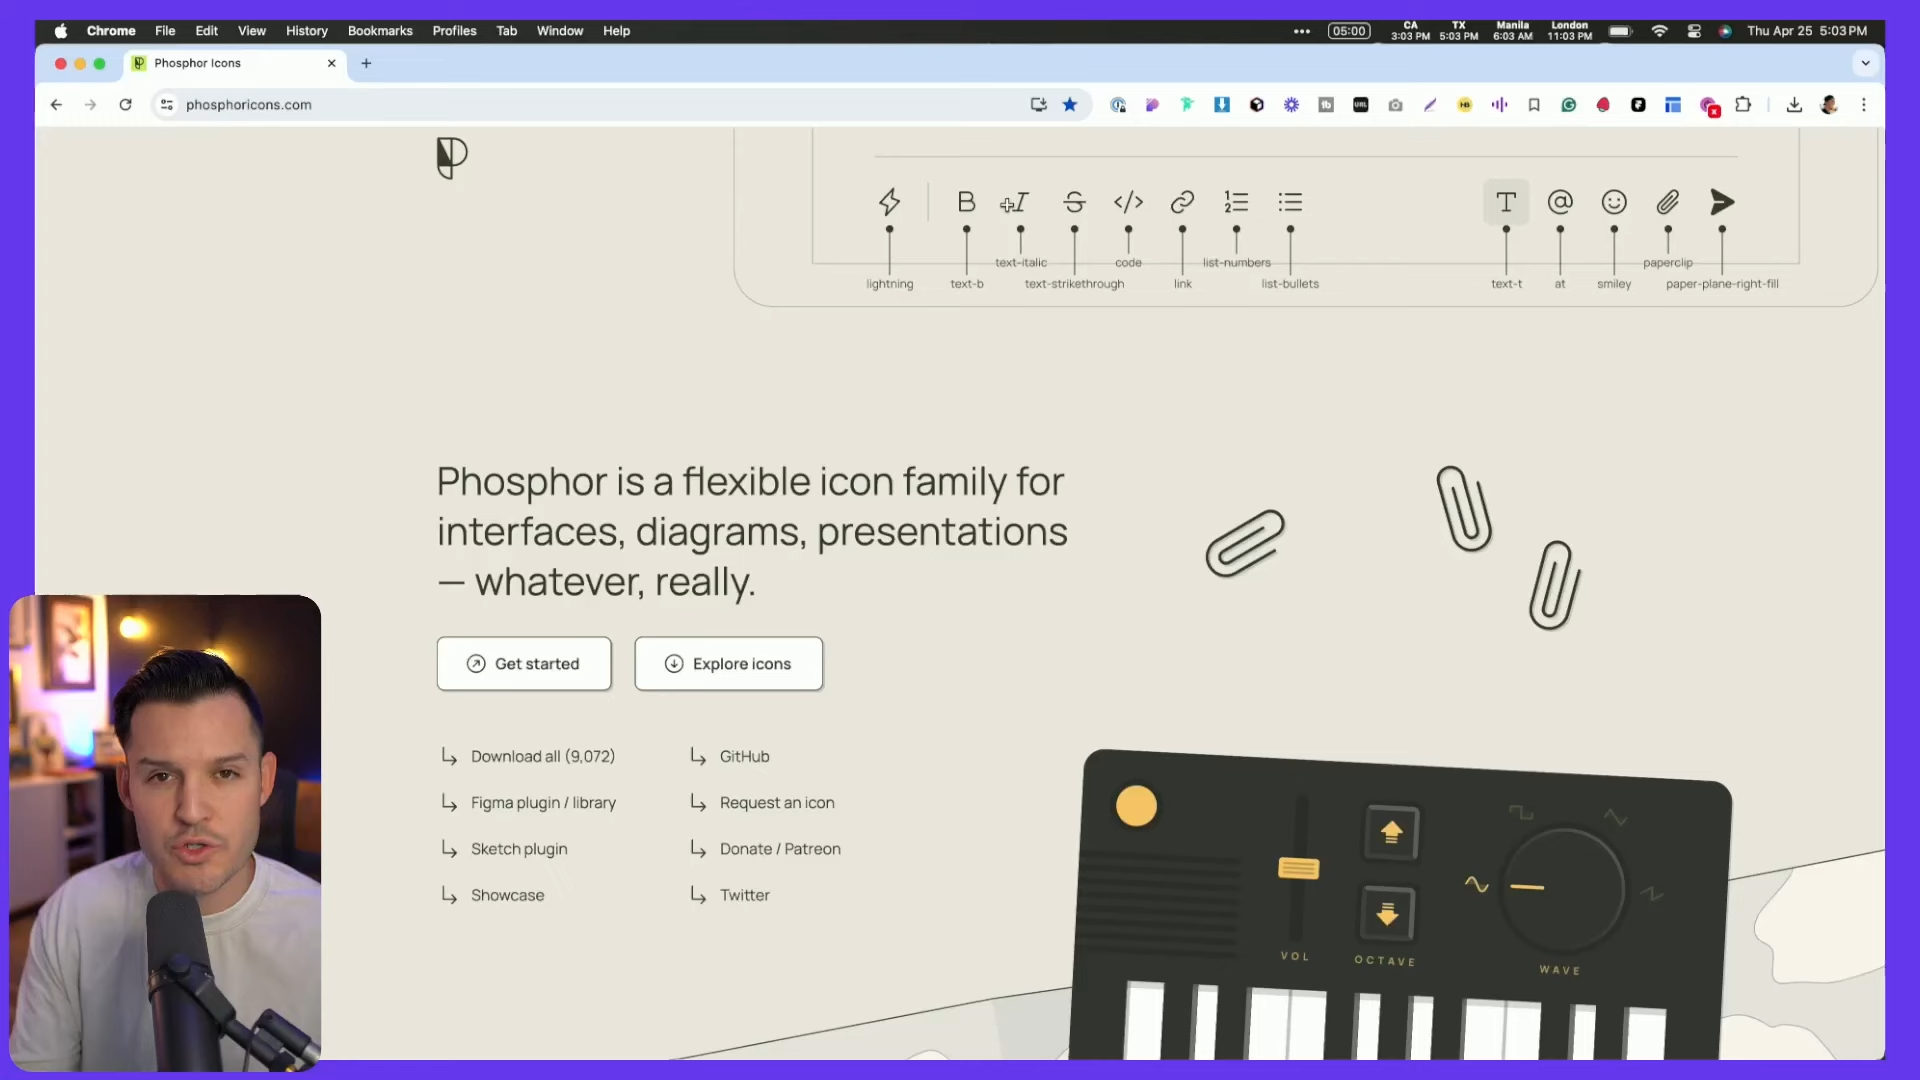 Chrome File Edit View History Bookmarks Profiles Tab Window Help
05:00
CA TX Manila London
3:03 PM 5:03 PM 6:03 AM 11:03 PM
Thu Apr 25 5:03 PM
Phosphor Icons
phosphoricons.com
text-italic code list-numbers paperclip
lightning text-b text-strikethrough link list-bullets text-t at smiley paper-plane-right-fill
Phosphor is a flexible icon family for
interfaces, diagrams, presentations
— whatever, really.
Get started Explore icons
Download all (9,072) GitHub
Figma plugin / library Request an icon
Sketch plugin Donate / Patreon
Showcase Twitter
VOL OCTAVE WAVE